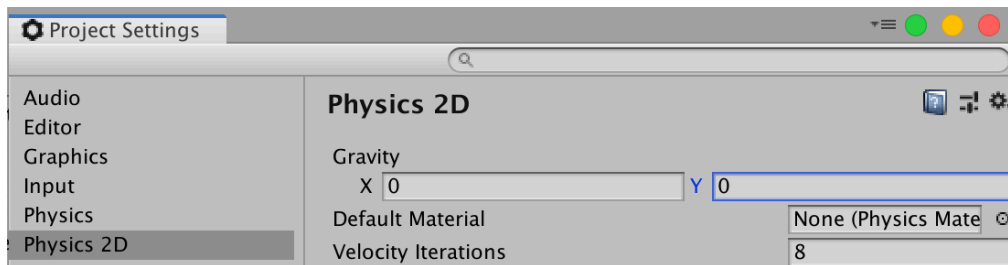 Project Settings
Audio
Editor
Graphics
Input
Physics
Physics 2D
Physics 2D
Gravity
X 0 Y 0
Default Material None (Physics Mate
Velocity Iterations 8